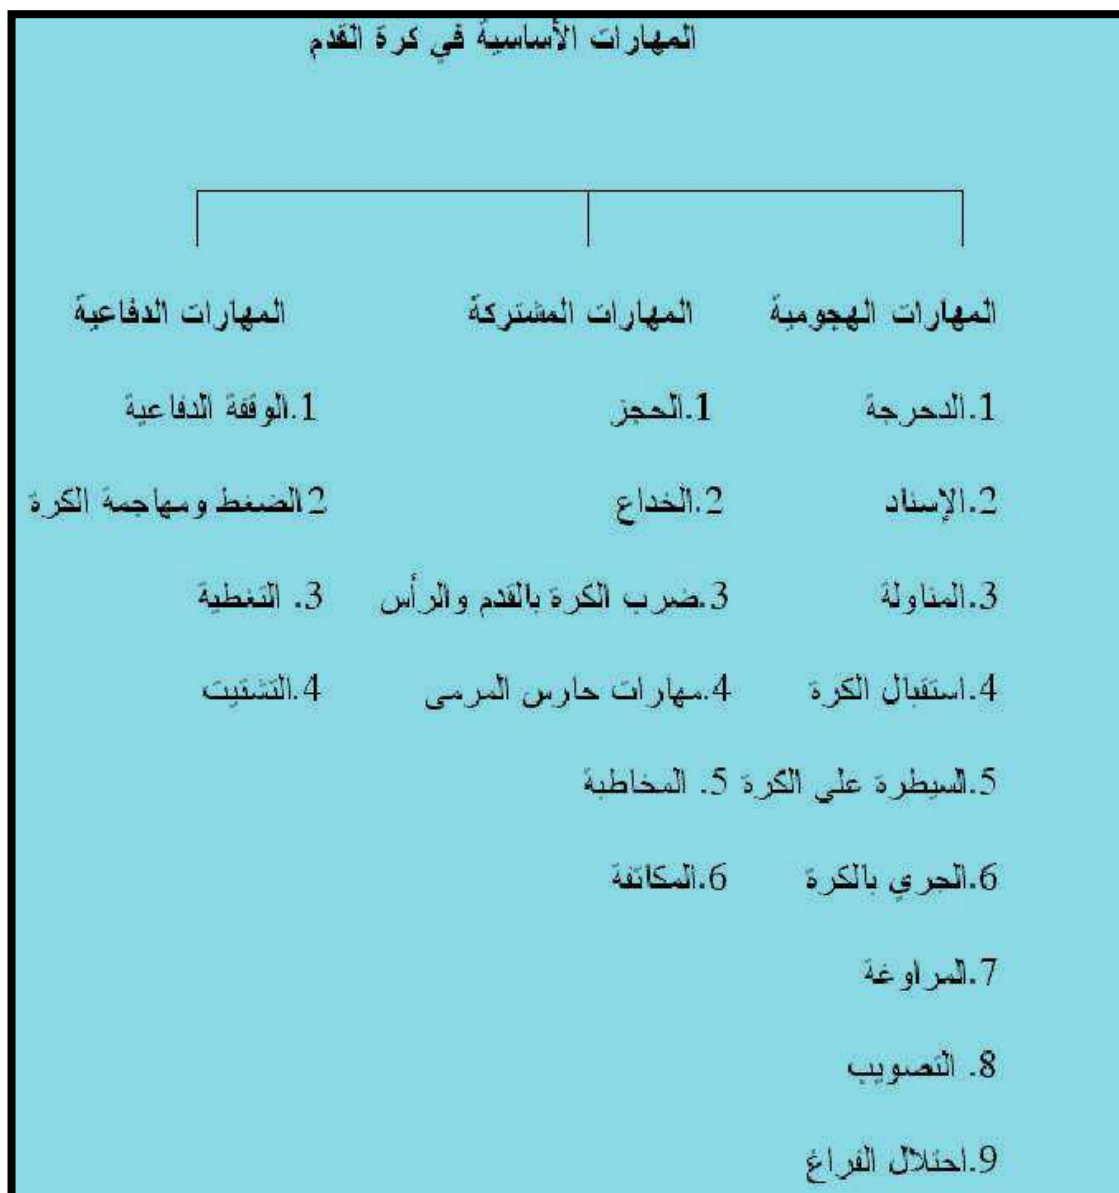 المهارات الأساسية في كرة القدم
المهارات الهجومية المهارات المشتركة المهارات الدفاعية
1.الدحرجة 1.الحجز 1.الوقفة الدفاعية
2.الإسناد 2.الخداع 2الضغط ومهاجمة الكرة
3.المناولة 3.ضرب الكرة بالقدم والرأس 3. التغطية
4.استقبال الكرة 4.مهارات حارس المرمى 4.التشتيت
5.السيطرة على الكرة 5. المخاطبة
6.الجري بالكرة 6.المكاتفة
7.المراوغة
8. التصويب
9.احتلال الفراغ